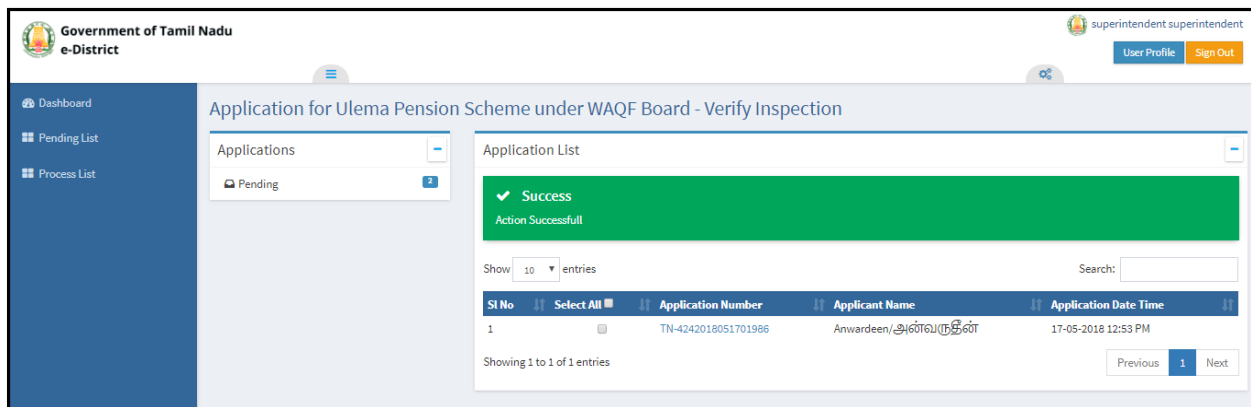 Government of Tamil Nadu
e-District
superintendent superintendent
User Profile Sign Out
Dashboard
Pending List
Process List
Application for Ulema Pension Scheme under WAQF Board - Verify Inspection
Applications
Pending 2
Application List
Success
Action Successfull
Show 10 entries Search:
Sl No Select All Application Number Applicant Name Application Date Time
1 TN-4242018051701986 Anwardeen/அன்வருதீன் 17-05-2018 12:53 PM
Showing 1 to 1 of 1 entries
Previous 1 Next